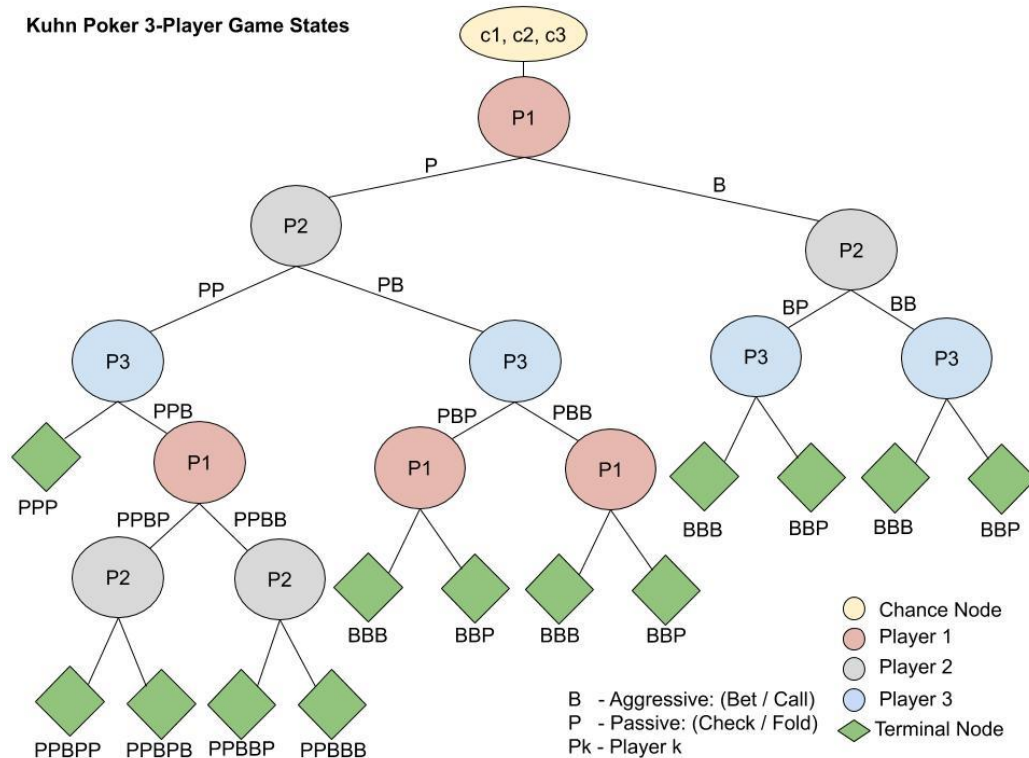 Kuhn Poker 3-Player Game States
c1, c2, c3
P1
P
B
P2
P2
PP
PB
BP
BB
P3
P3
P3
P3
PPB
PBP
PBB
P1
P1
P1
PPP
BBB
BBP
BBB
BBP
PPBP
PPBB
P2
P2
BBB
BBP
BBB
BBP
PPBPP
PPBPB
PPBBP
PPBBB
B - Aggressive: (Bet / Call)
P - Passive: (Check / Fold)
Pk - Player k
Chance Node
Player 1
Player 2
Player 3
Terminal Node